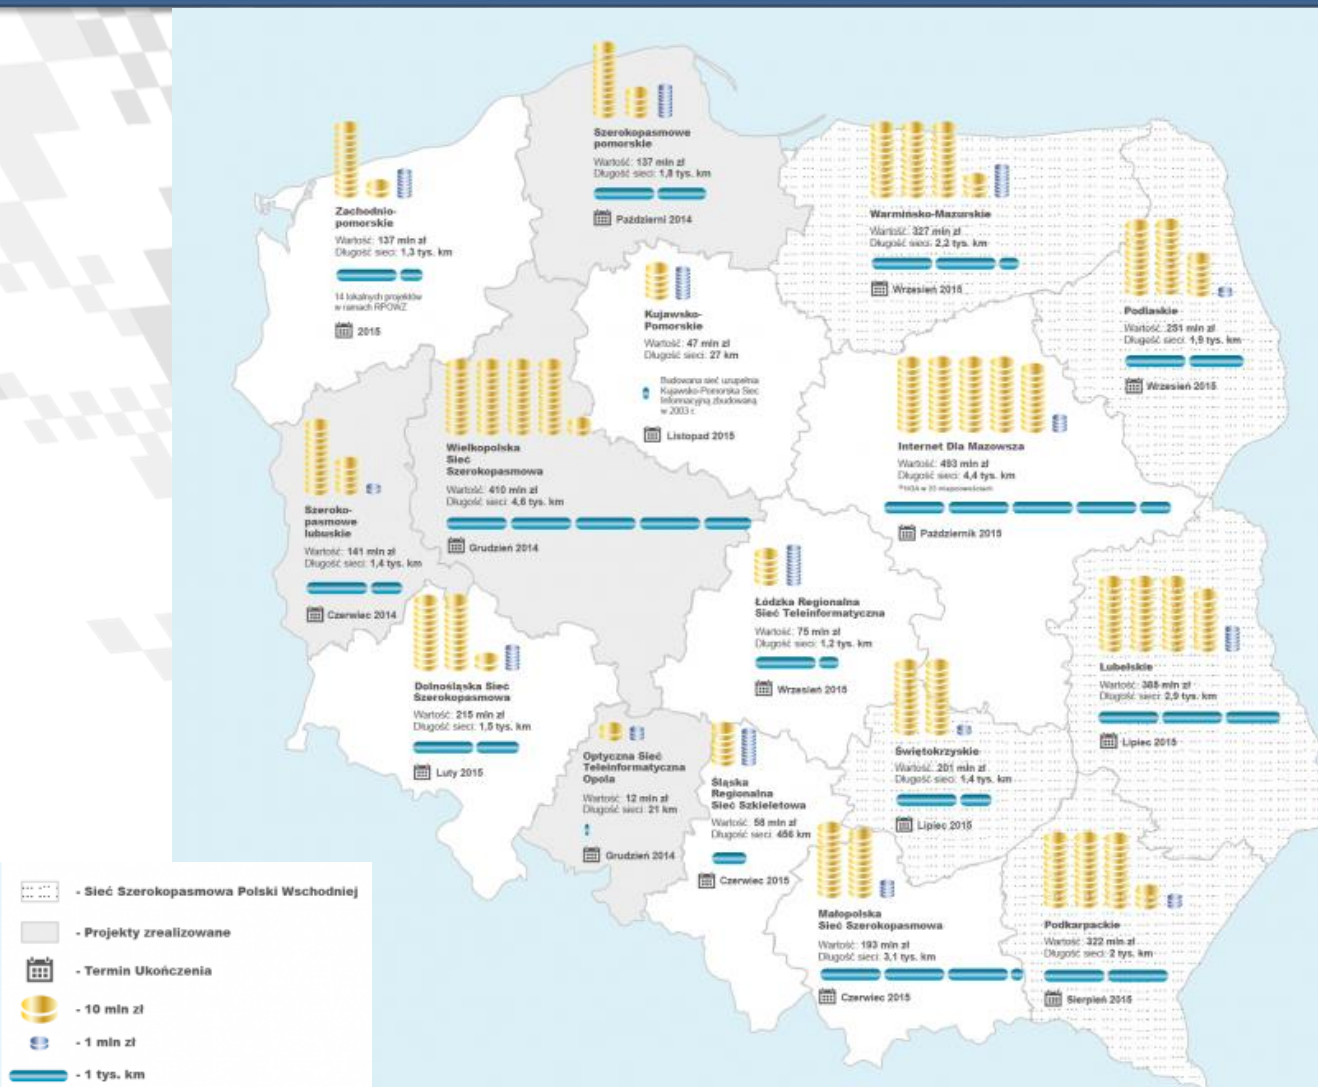 Szerokopasmowe
pomorskie
Wartość: 137 mln zł
Długość sieci: 1,8 tys. km
Październi 2014
Zachodnio-
pomorskie
Wartość: 137 mln zł
Długość sieci: 1,3 tys. km
14 lokalnych projektów
w ramach RPOWZ
2015
Warmińsko-Mazurskie
Wartość: 327 mln zł
Długość sieci: 2,2 tys. km
Wrzesień 2015
Kujawsko-
Pomorskie
Wartość: 47 mln zł
Długość sieci: 27 km
Budowana sieć uzupełnia
Kujawsko-Pomorska Siec
Informacyjną zbudowaną
w 2003 r.
Listopad 2015
Podlaskie
Wartość: 251 mln zł
Długość sieci: 1,9 tys. km
Wrzesień 2015
Wielkopolska
Sieć
Szerokopasmowa
Wartość: 410 mln zł
Długość sieci: 4,6 tys. km
Grudzień 2014
Internet Dla Mazowsza
Wartość: 493 mln zł
Długość sieci: 4,4 tys. km
Październik 2015
Szeroko-
pasmowe
lubuskie
Wartość: 141 mln zł
Długość sieci: 1,4 tys. km
Czerwiec 2014
Łódzka Regionalna
Sieć Teleinformatyczna
Wartość: 75 mln zł
Długość sieci: 1,2 tys. km
Wrzesień 2015
Lubelskie
Wartość: 385 mln zł
Długość sieci: 2,9 tys. km
Lipiec 2015
Dolnośląska Sieć
Szerokopasmowa
Wartość: 215 mln zł
Długość sieci: 1,5 tys. km
Luty 2015
Optyczna Sieć
Teleinformatyczna
Opola
Wartość: 12 mln zł
Długość sieci: 21 km
Grudzień 2014
Śląska
Regionalna
Sieć Szkieletowa
Wartość: 58 mln zł
Długość sieci: 456 km
Czerwiec 2015
Świętokrzyskie
Wartość: 201 mln zł
Długość sieci: 1,4 tys. km
Lipiec 2015
Małopolska
Sieć Szerokopasmowa
Wartość: 193 mln zł
Długość sieci: 3,1 tys. km
Czerwiec 2015
Podkarpackie
Wartość: 322 mln zł
Długość sieci: 2 tys. km
Sierpień 2015
- Sieć Szerokopasmowa Polski Wschodniej
- Projekty zrealizowane
- Termin Ukończenia
- 10 mln zł
- 1 mln zł
- 1 tys. km